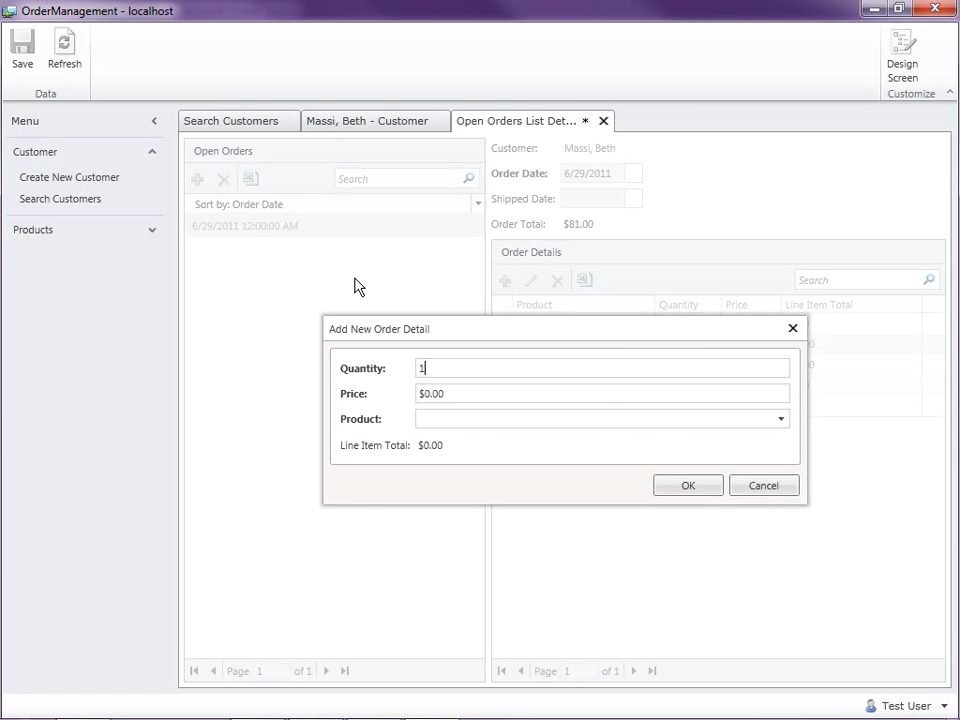 OrderManagement - localhost
Save
Refresh
Data
Design
Screen
Customize
Menu
Customer
Create New Customer
Search Customers
Products
Search Customers
Massi, Beth - Customer
Open Orders List Det... *
Open Orders
Search
Sort by: Order Date
6/29/2011 12:00:00 AM
Page 1 of 1
Customer: Massi, Beth
Order Date: 6/29/2011
Shipped Date:
Order Total: $81.00
Order Details
Search
Product Quantity Price Line Item Total
Page 1 of 1
Add New Order Detail
Quantity: 1
Price: $0.00
Product:
Line Item Total: $0.00
OK
Cancel
Test User